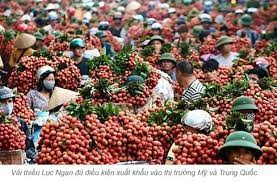 Vải thiều Lục Ngạn đủ điều kiện xuất khẩu vào thị trường Mỹ và Trung Quốc